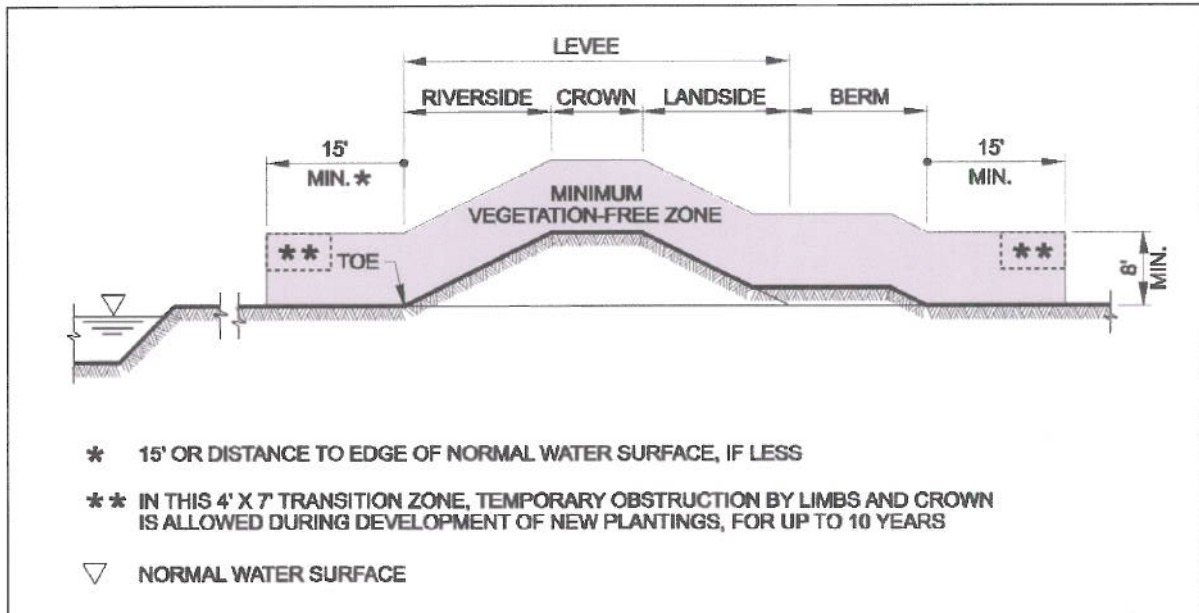 LEVEE
RIVERSIDE CROWN LANDSIDE BERM
15'
MIN. *
15'
MIN.
MINIMUM
VEGETATION-FREE ZONE
**
TOE
**
8'
MIN.
* 15' OR DISTANCE TO EDGE OF NORMAL WATER SURFACE, IF LESS
** IN THIS 4' X 7' TRANSITION ZONE, TEMPORARY OBSTRUCTION BY LIMBS AND CROWN
IS ALLOWED DURING DEVELOPMENT OF NEW PLANTINGS, FOR UP TO 10 YEARS
NORMAL WATER SURFACE